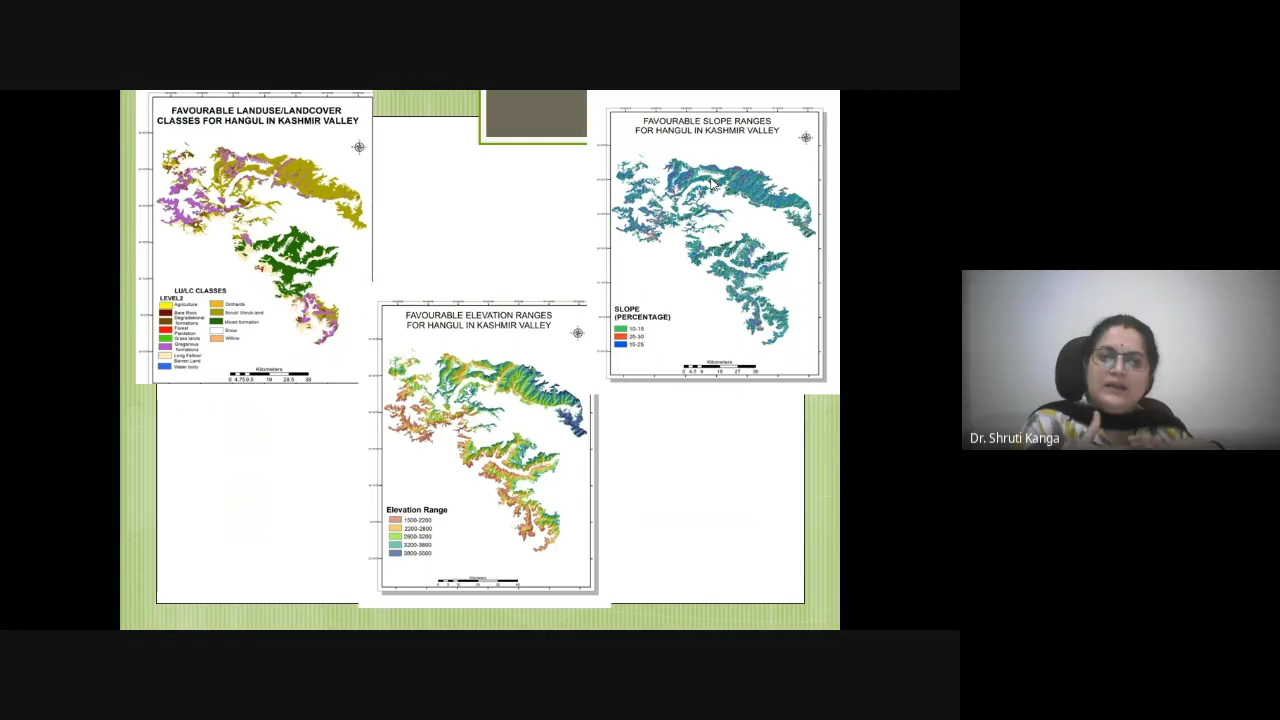 FAVOURABLE LANDUSE/LANDCOVER
CLASSES FOR HANGUL IN KASHMIR VALLEY
LU/LC CLASSES
LEVEL2
Agriculture
Bare Rock
Degradational
formations
Forest
Plantation
Grass lands
Gregarious
formations
Barren Land
Water body
Orchards
Scrub/ Shrub land
Mixed formation
Snow
Willow
Kilometers
0 4.75 9.5 19 28.5 38
FAVOURABLE ELEVATION RANGES
FOR HANGUL IN KASHMIR VALLEY
Elevation Range
1500-2200
2200-2800
2800-3200
3200-3800
3800-5500
Kilometers
FAVOURABLE SLOPE RANGES
FOR HANGUL IN KASHMIR VALLEY
SLOPE
(PERCENTAGE)
10-15
25-30
15-25
Kilometers
0 4.5 9 18 27 36
Dr. Shruti Kanga